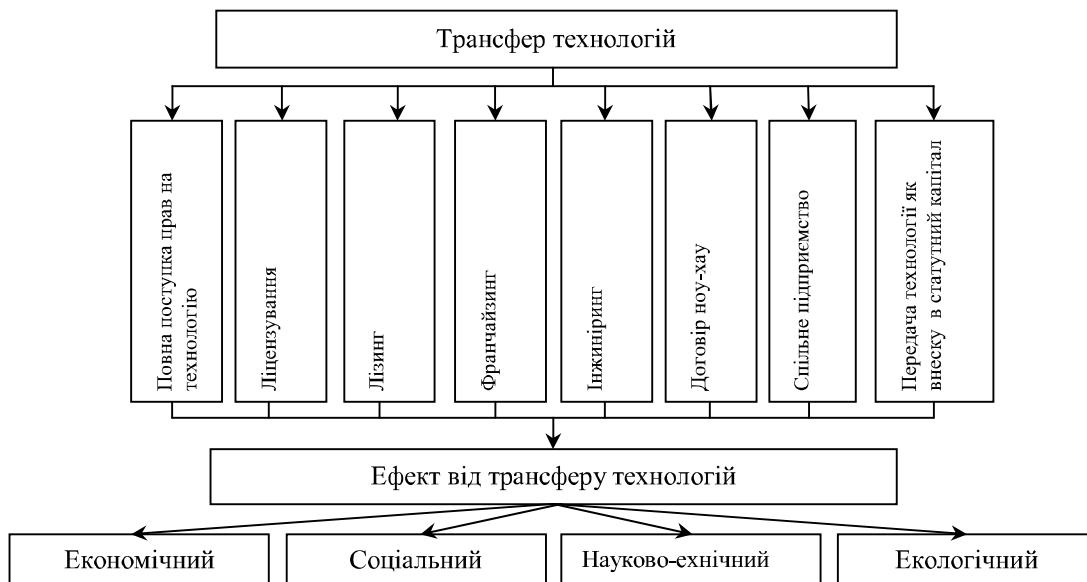 Трансфер технологій
Повна поступка прав на
технологію
Ліцензування
Лізинг
Франчайзинг
Інжиніринг
Договір ноу-хау
Спільне підприємство
Передача технології як
внеску в статутний капітал
Ефект від трансферу технологій
Економічний
Соціальний
Науково-ехнічний
Екологічний